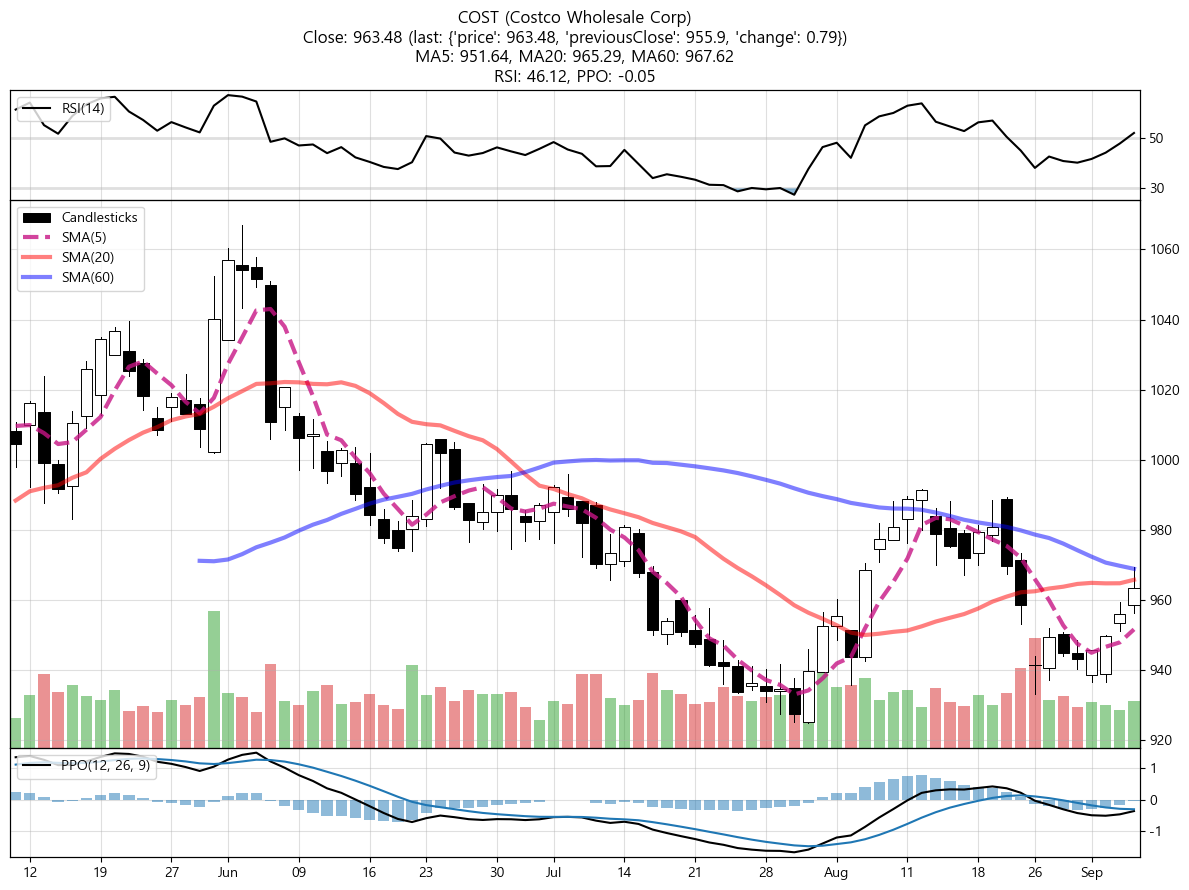 COST (Costco Wholesale Corp)
Close: 963.48 (last: {'price': 963.48, 'previousClose': 955.9, 'change': 0.79})
MA5: 951.64, MA20: 965.29, MA60: 967.62
RSI: 46.12, PPO: -0.05
RSI(14)
50
30
Candlesticks
SMA(5)
SMA(20)
SMA(60)
1060
1040
1020
1000
980
960
940
920
PPO(12, 26, 9)
1
0
-1
12 19 27 Jun 09 16 23 30 Jul 14 21 28 Aug 11 18 26 Sep